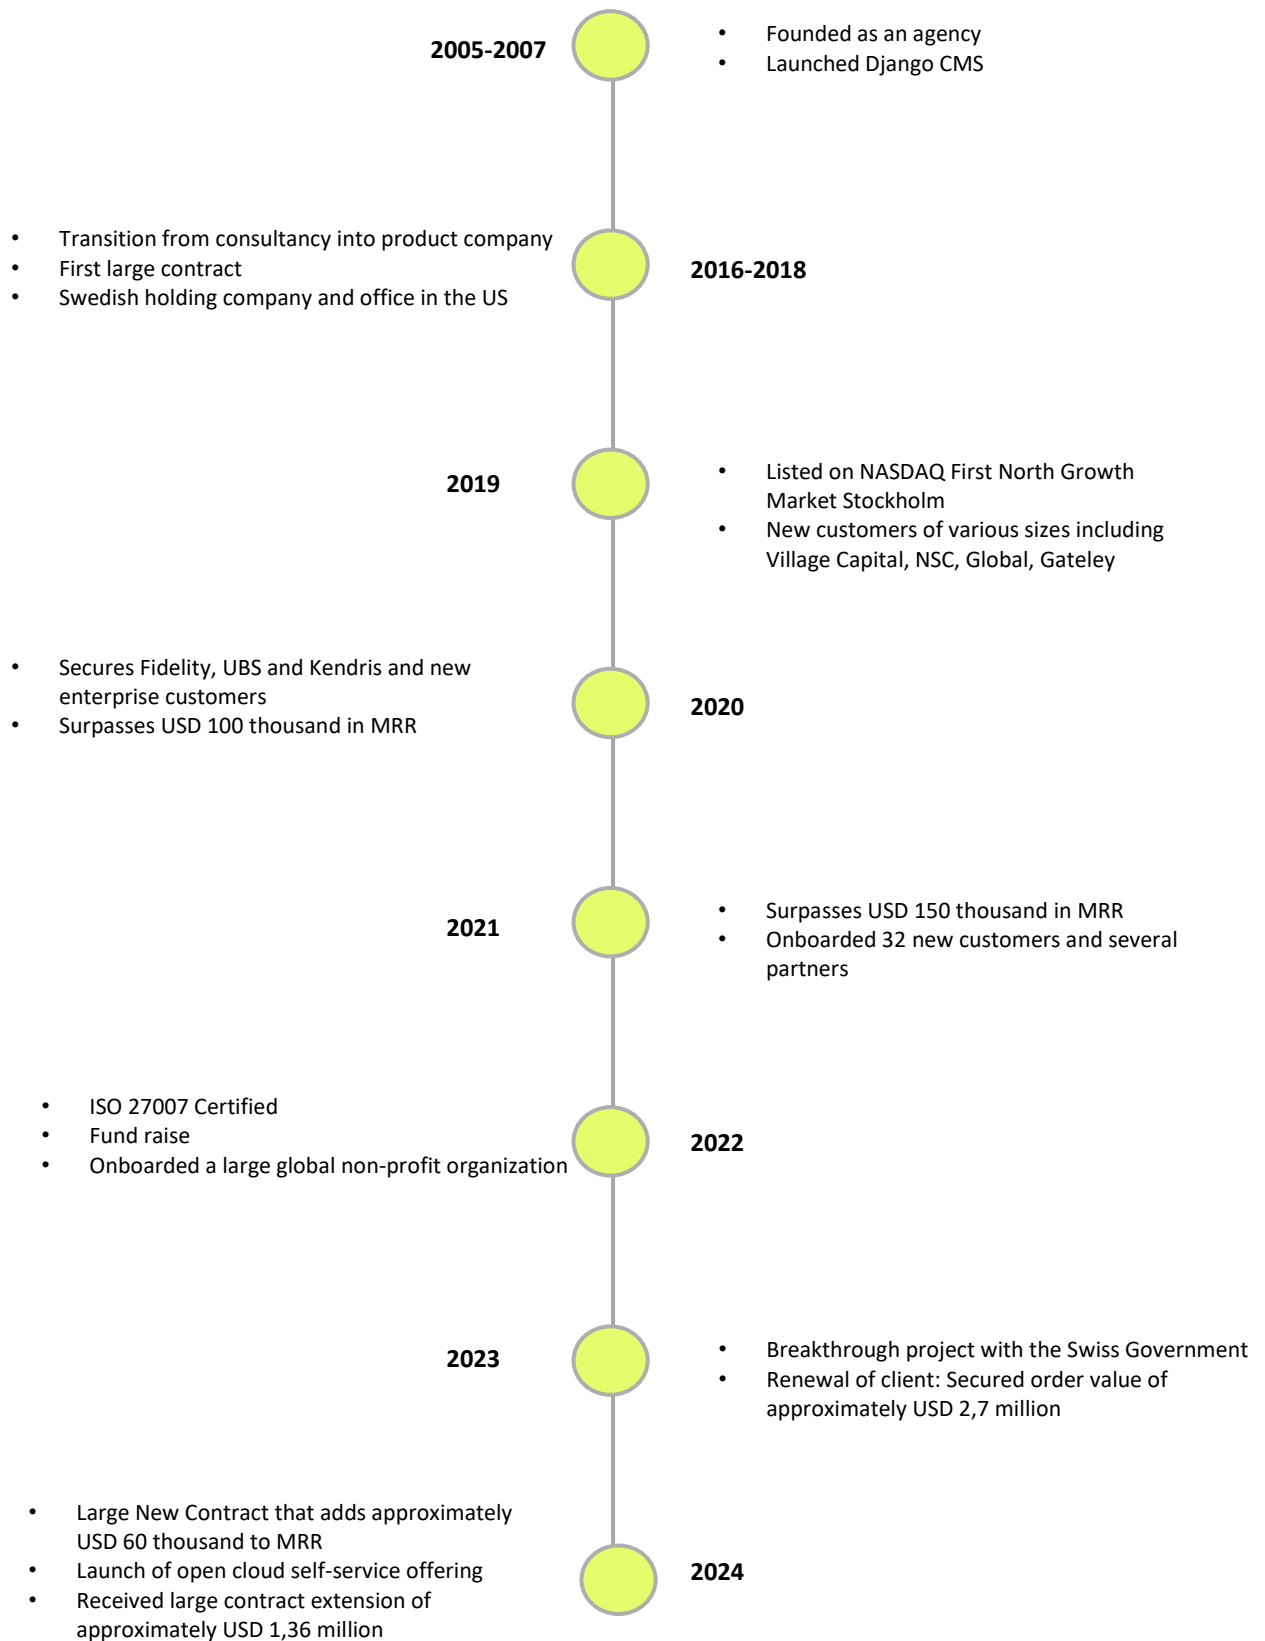 2005-2007
• Founded as an agency
• Launched Django CMS
• Transition from consultancy into product company
• First large contract
• Swedish holding company and office in the US
2016-2018
2019
• Listed on NASDAQ First North Growth
Market Stockholm
• New customers of various sizes including
Village Capital, NSC, Global, Gateley
• Secures Fidelity, UBS and Kendris and new
enterprise customers
• Surpasses USD 100 thousand in MRR
2020
2021
• Surpasses USD 150 thousand in MRR
• Onboarded 32 new customers and several
partners
• ISO 27007 Certified
• Fund raise
• Onboarded a large global non-profit organization
2022
2023
• Breakthrough project with the Swiss Government
• Renewal of client: Secured order value of
approximately USD 2,7 million
• Large New Contract that adds approximately
USD 60 thousand to MRR
• Launch of open cloud self-service offering
• Received large contract extension of
approximately USD 1,36 million
2024